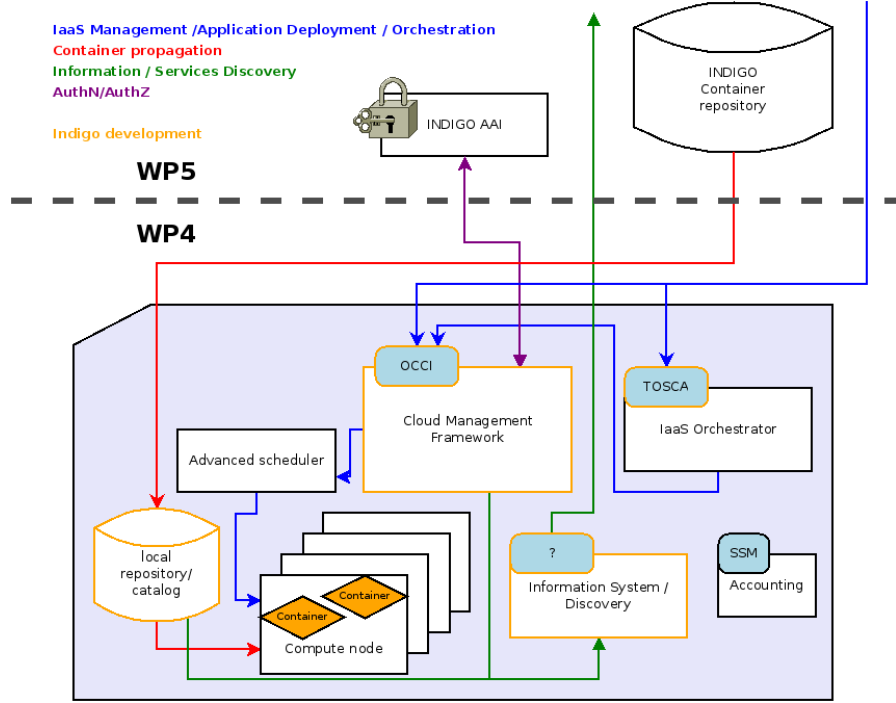 IaaS Management /Application Deployment / Orchestration
Container propagation
Information / Services Discovery
AuthN/AuthZ
Indigo development
INDIGO AAI
INDIGO
Container
repository
WP5
WP4
OCCI
Cloud Management
Framework
TOSCA
IaaS Orchestrator
Advanced scheduler
local
repository/
catalog
Container
Container
Compute node
?
Information System /
Discovery
SSM
Accounting